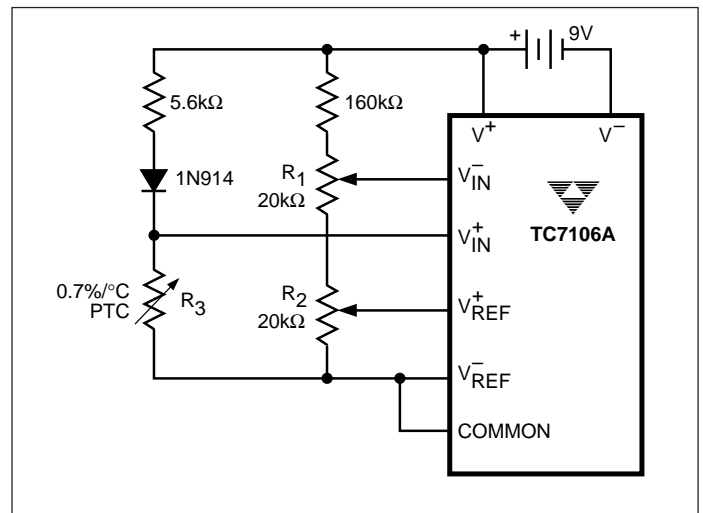 + 9V
5.6kΩ
160kΩ
V⁺
V⁻
1N914
R₁
20kΩ
V⁻IN
TC7106A
V⁺IN
0.7%/°C
PTC
R₃
R₂
20kΩ
V⁺REF
V⁻REF
COMMON